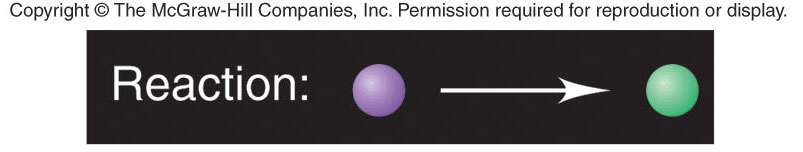 Copyright © The McGraw-Hill Companies, Inc. Permission required for reproduction or display.
Reaction: